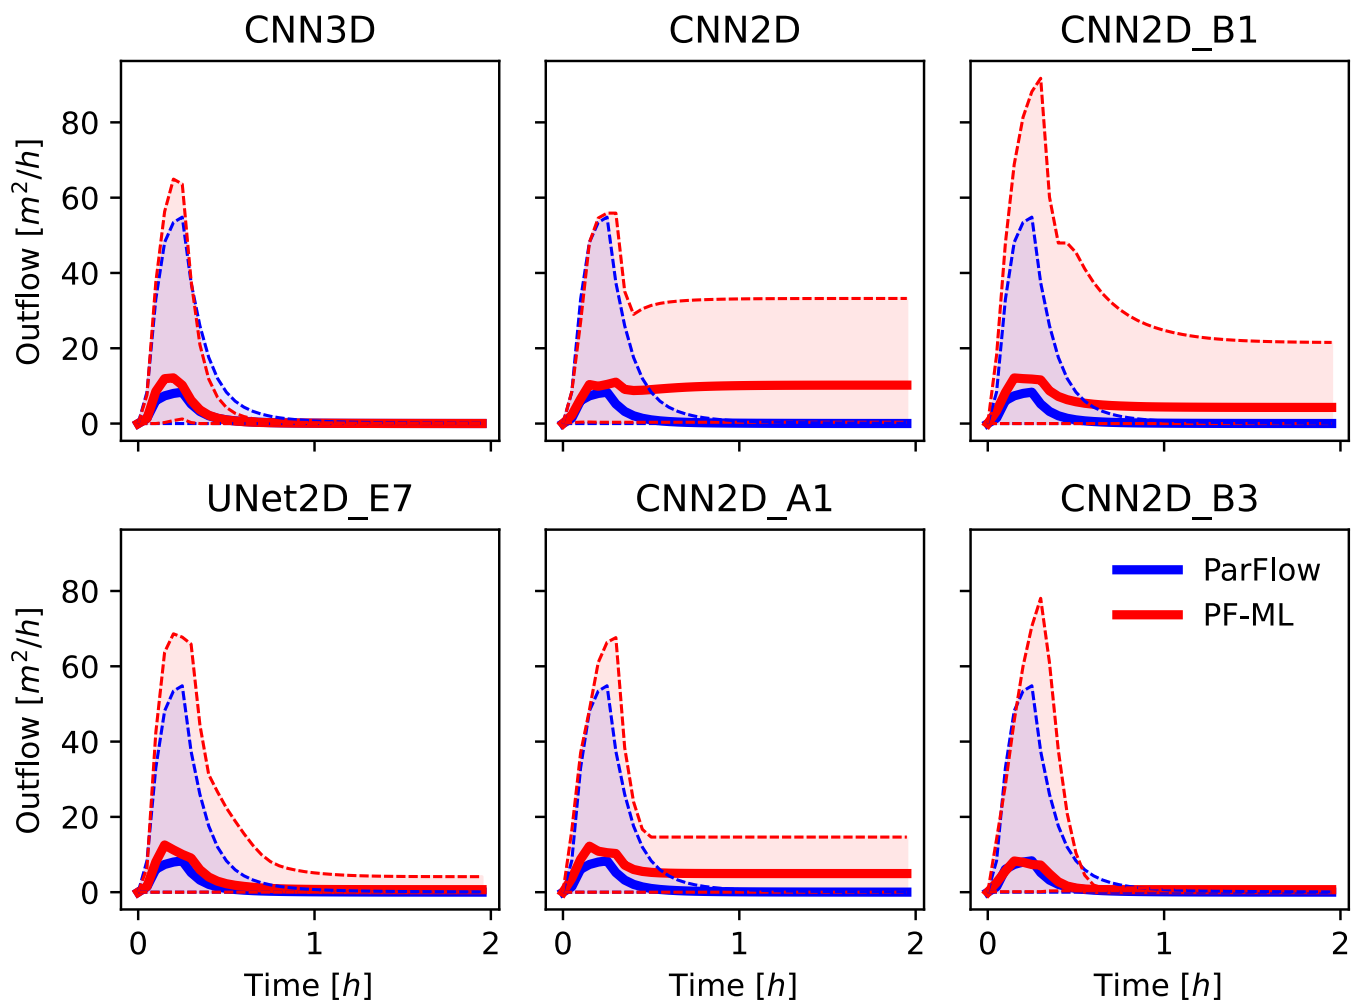 CNN3D
CNN2D
CNN2D_B1
Outflow [m²/h]
80
60
40
20
0
UNet2D_E7
CNN2D_A1
CNN2D_B3
Outflow [m²/h]
80
60
40
20
0
ParFlow
PF-ML
0 1 2
0 1 2
0 1 2
Time [h]
Time [h]
Time [h]